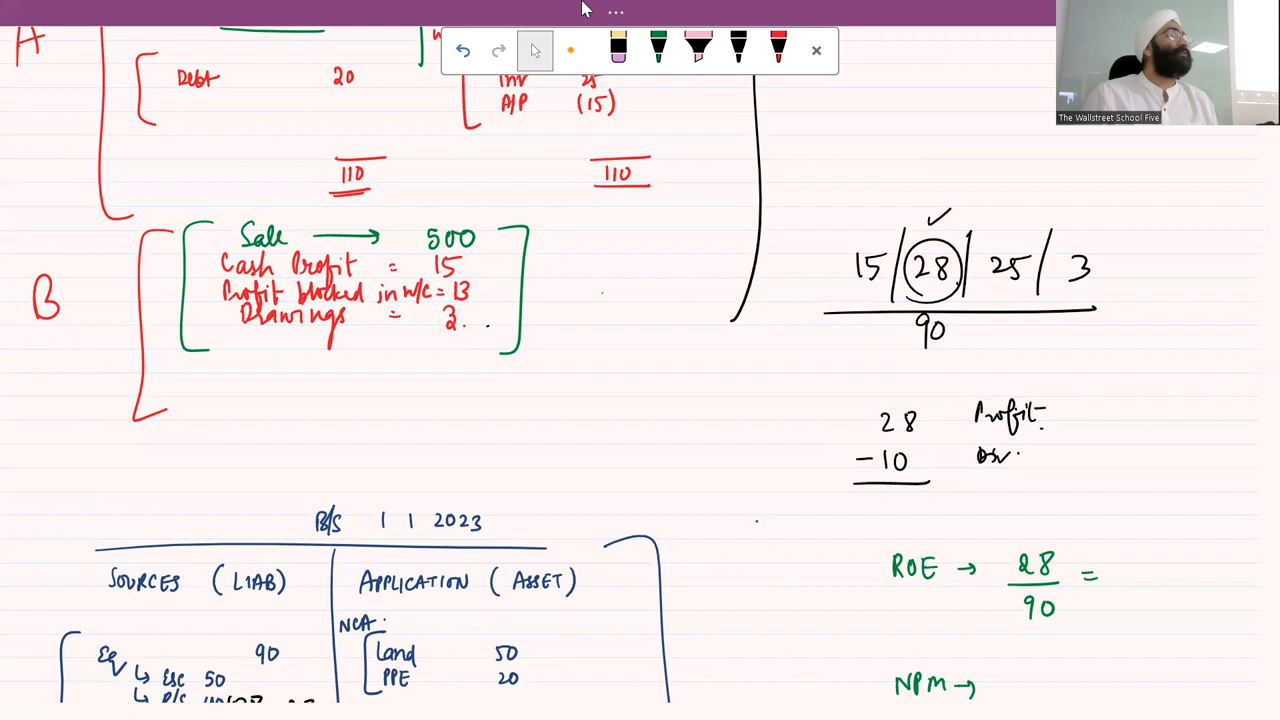 A
Debt 20
Inv 25
A/P (15)
110 110
The Wallstreet School Five
B
Sale → 500
Cash Profit = 15
Profit blocked in W/C = 13
Drawings = 3
15 / 28 / 25 / 3
90
28 Profit
-10
B/S 1 1 2023
SOURCES (LIAB) APPLICATION (ASSET)
NCA:
Eq 90
↳ Esc 50
Land 50
PPE 20
ROE → 28
90 =
NPM →